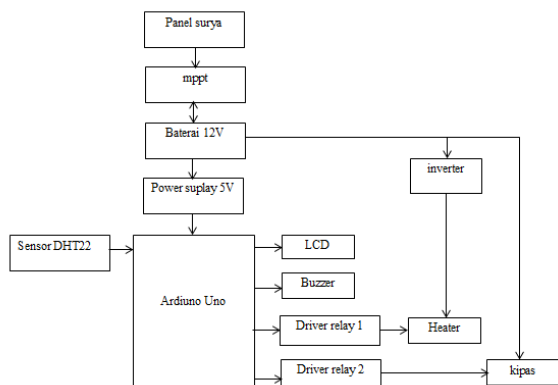 Panel surya
mppt
Baterai 12V
inverter
Power suplay 5V
Sensor DHT22
LCD
Ardiuno Uno
Buzzer
Driver relay 1
Heater
Driver relay 2
kipas